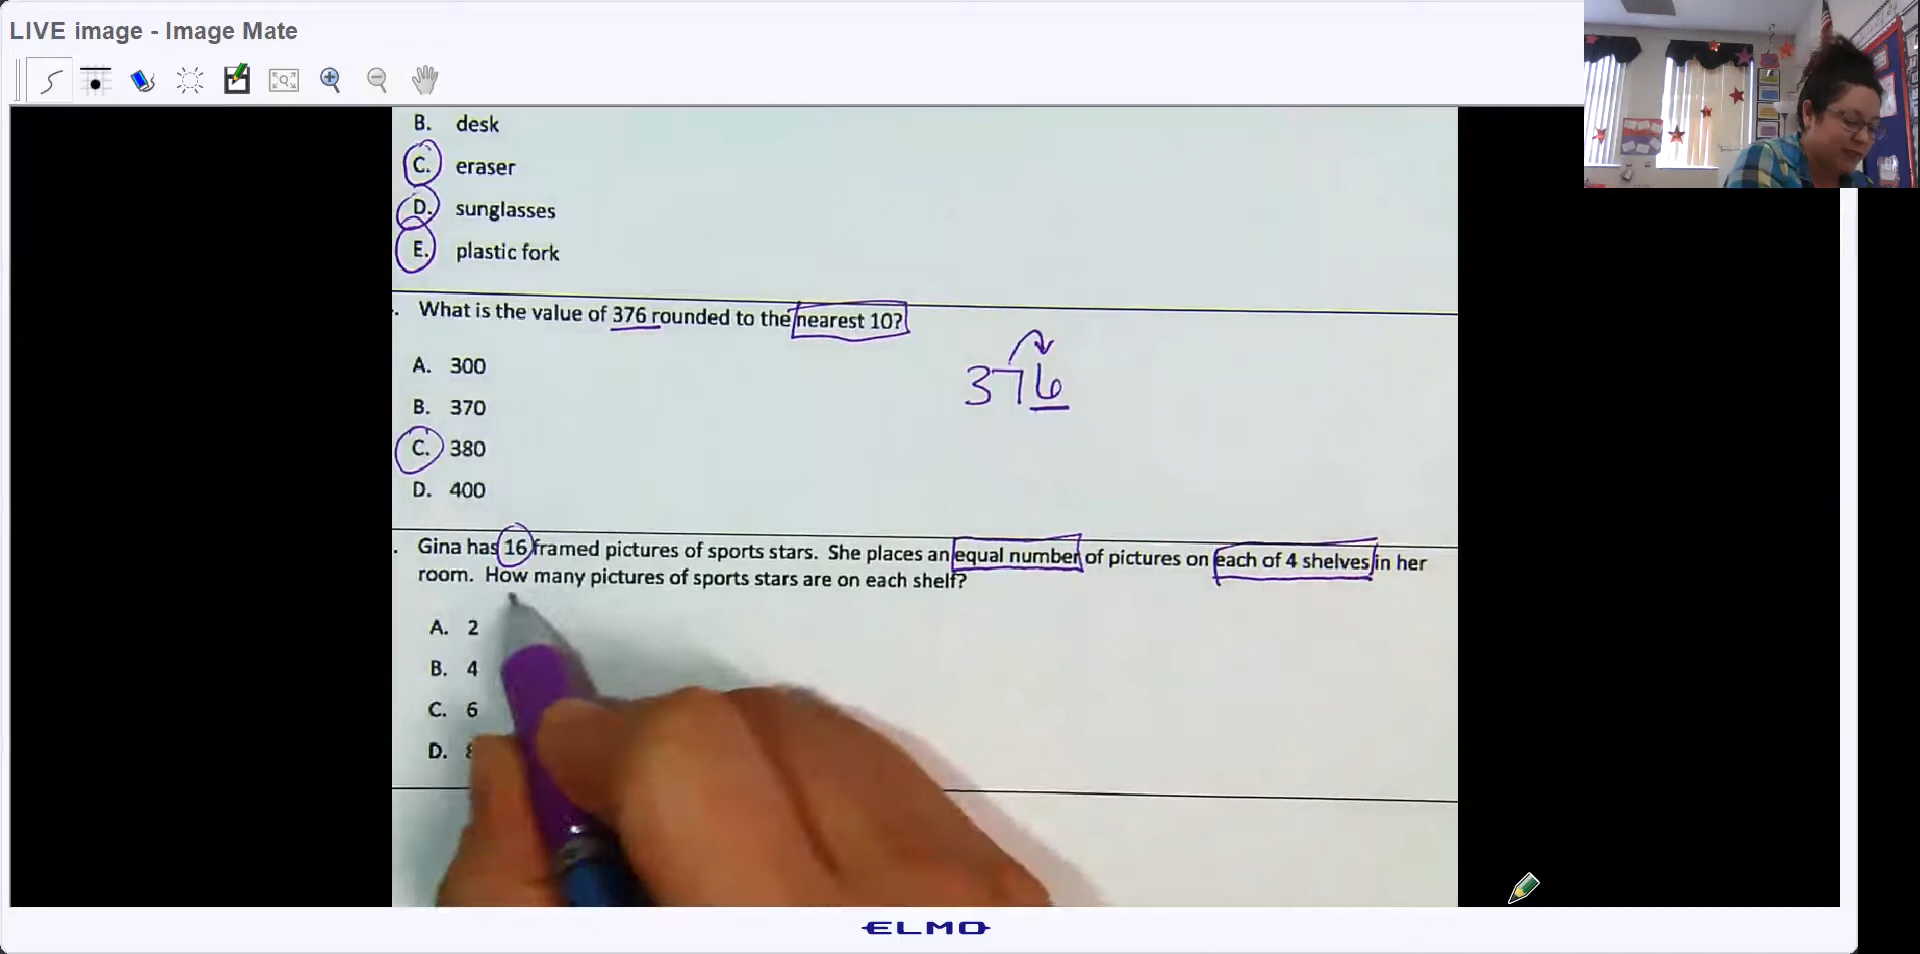 LIVE image - Image Mate
B. desk
C. eraser
D. sunglasses
E. plastic fork
. What is the value of 376 rounded to the nearest 10?
376
A. 300
B. 370
C. 380
D. 400
. Gina has 16 framed pictures of sports stars. She places an equal number of pictures on each of 4 shelves in her
room. How many pictures of sports stars are on each shelf?
A. 2
B. 4
C. 6
D.
ELMO